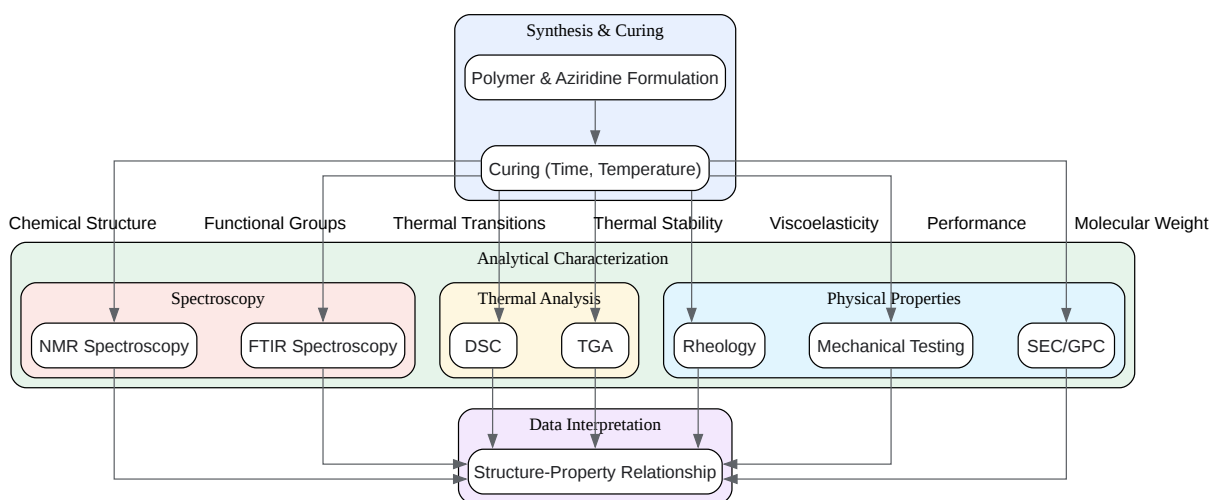 Synthesis & Curing
Polymer & Aziridine Formulation
Curing (Time, Temperature)
Chemical Structure
Functional Groups
Thermal Transitions
Thermal Stability
Viscoelasticity
Performance
Molecular Weight
Analytical Characterization
Spectroscopy
Thermal Analysis
Physical Properties
NMR Spectroscopy
FTIR Spectroscopy
DSC
TGA
Rheology
Mechanical Testing
SEC/GPC
Data Interpretation
Structure-Property Relationship